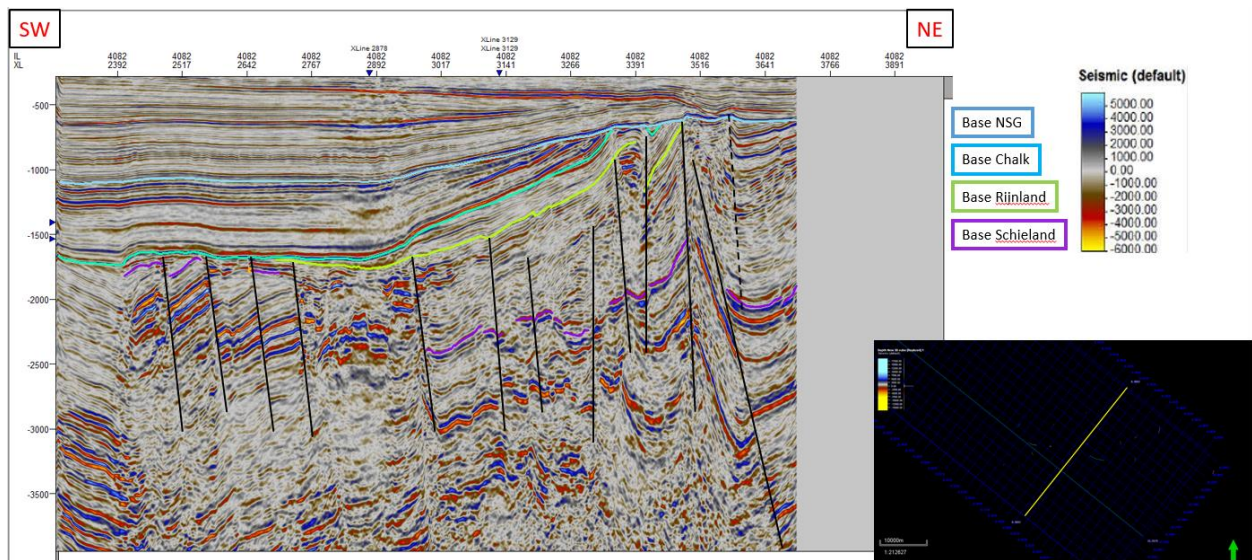 SW
NE
XLine 3129
XLine 2878 XLine 3129
IL 4082 4082 4082 4082 4082 4082 4082 4082 4082 4082 4082 4082 4082
XL 2392 2517 2642 2767 2892 3017 3141 3266 3391 3516 3641 3766 3891
-500
-1000
-1500
-2000
-2500
-3000
-3500
Base NSG
Base Chalk
Base Rijnland
Base Schieland
Seismic (default)
5000.00
4000.00
3000.00
2000.00
1000.00
0.00
-1000.00
-2000.00
-3000.00
-4000.00
-5000.00
-6000.00
10000m
1:212827